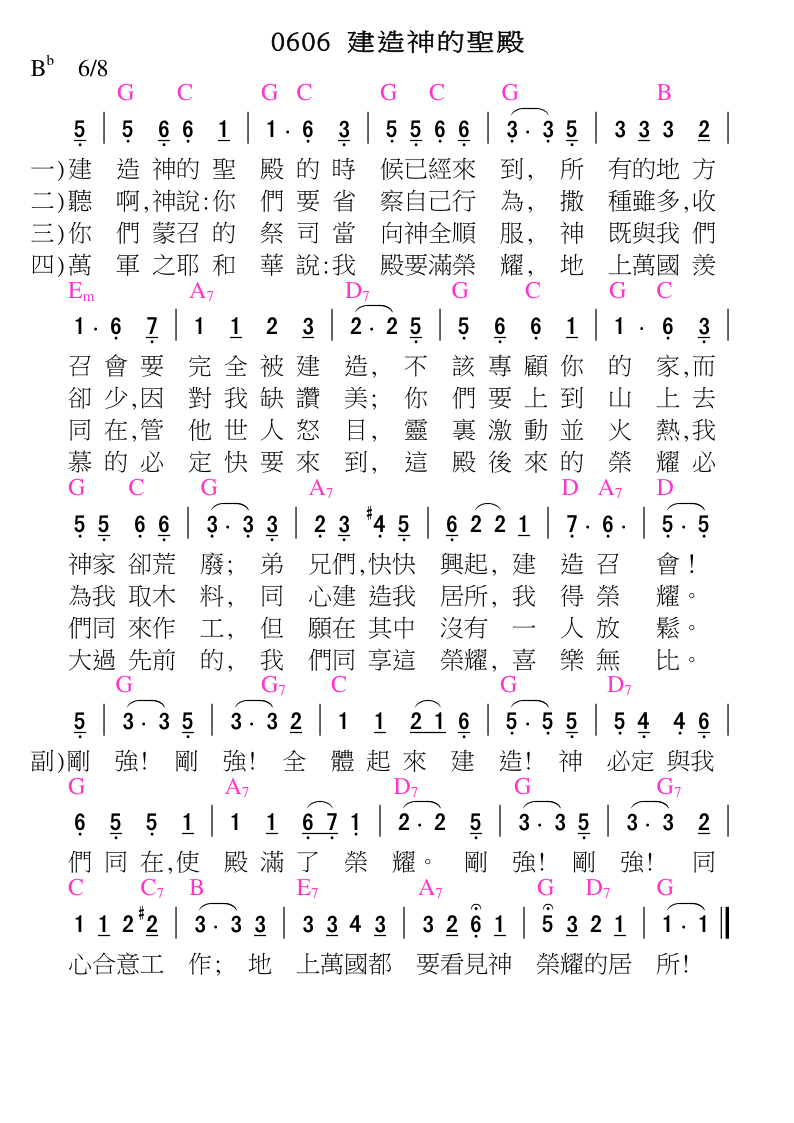 0606 建造神的聖殿
B♭ 6/8
G C G C G C G B
5 | 5 6 6 1 | 1 · 6 3 | 5 5 6 6 | 3 · 3 5 | 3 3 3 2 |
一)建 造 神的 聖 殿 的 時 候已經來 到, 所 有的地 方
二)聽 啊,神說:你 們 要 省 察自己行 為, 撒 種雖多,收
三)你 們 蒙召 的 祭 司 當 向神全順 服, 神 既與我 們
四)萬 軍 之耶 和 華 說:我 殿要滿榮 耀, 地 上萬國 羨
Em A7 D7 G C G C
1 · 6 7 | 1 1 2 3 | 2 · 2 5 | 5 6 6 1 | 1 · 6 3 |
召 會 要 完 全 被 建 造, 不 該 專 顧 你 的 家,而
卻 少,因 對 我 缺 讚 美; 你 們 要 上 到 山 上 去
同 在,管 他 世 人 怒 目, 靈 裏 激 動 並 火 熱,我
慕 的 必 定 快 要 來 到, 這 殿 後 來 的 榮 耀 必
G C G A7 D A7 D
5 5 6 6 | 3 · 3 3 | 2 3 #4 5 | 6 2 2 1 | 7 · 6 · | 5 · 5
神家 卻荒 廢; 弟 兄們,快快 興起, 建 造 召 會!
為我 取木 料, 同 心建 造我 居所, 我 得 榮 耀。
們同 來作 工, 但 願在 其中 沒有 一 人 放 鬆。
大過 先前 的, 我 們同 享這 榮耀, 喜 樂 無 比。
G G7 C G D7
5 | 3 · 3 5 | 3 · 3 2 | 1 1 2 1 6 | 5 · 5 5 | 5 4 4 6 |
副)剛 強! 剛 強! 全 體 起 來 建 造! 神 必定 與我
G A7 D7 G G7
6 5 5 1 | 1 1 6 7 1 | 2 · 2 5 | 3 · 3 5 | 3 · 3 2 |
們 同 在,使 殿 滿 了 榮 耀。 剛 強! 剛 強! 同
C C7 B E7 A7 G D7 G
1 1 2 #2 | 3 · 3 3 | 3 3 4 3 | 3 2 6 1 | 5 3 2 1 | 1 · 1 ‖
心合意工 作; 地 上萬國都 要看見神 榮耀的居 所!